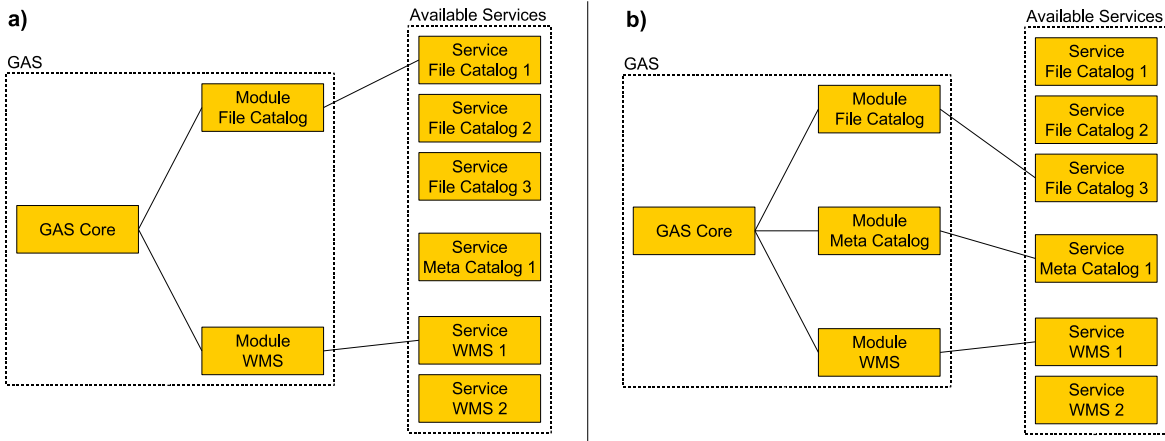 a)
Available Services
GAS
Service
File Catalog 1
Module
File Catalog
Service
File Catalog 2
Service
File Catalog 3
GAS Core
Service
Meta Catalog 1
Module
WMS
Service
WMS 1
Service
WMS 2
b)
Available Services
GAS
Service
File Catalog 1
Module
File Catalog
Service
File Catalog 2
Service
File Catalog 3
GAS Core
Module
Meta Catalog
Service
Meta Catalog 1
Module
WMS
Service
WMS 1
Service
WMS 2